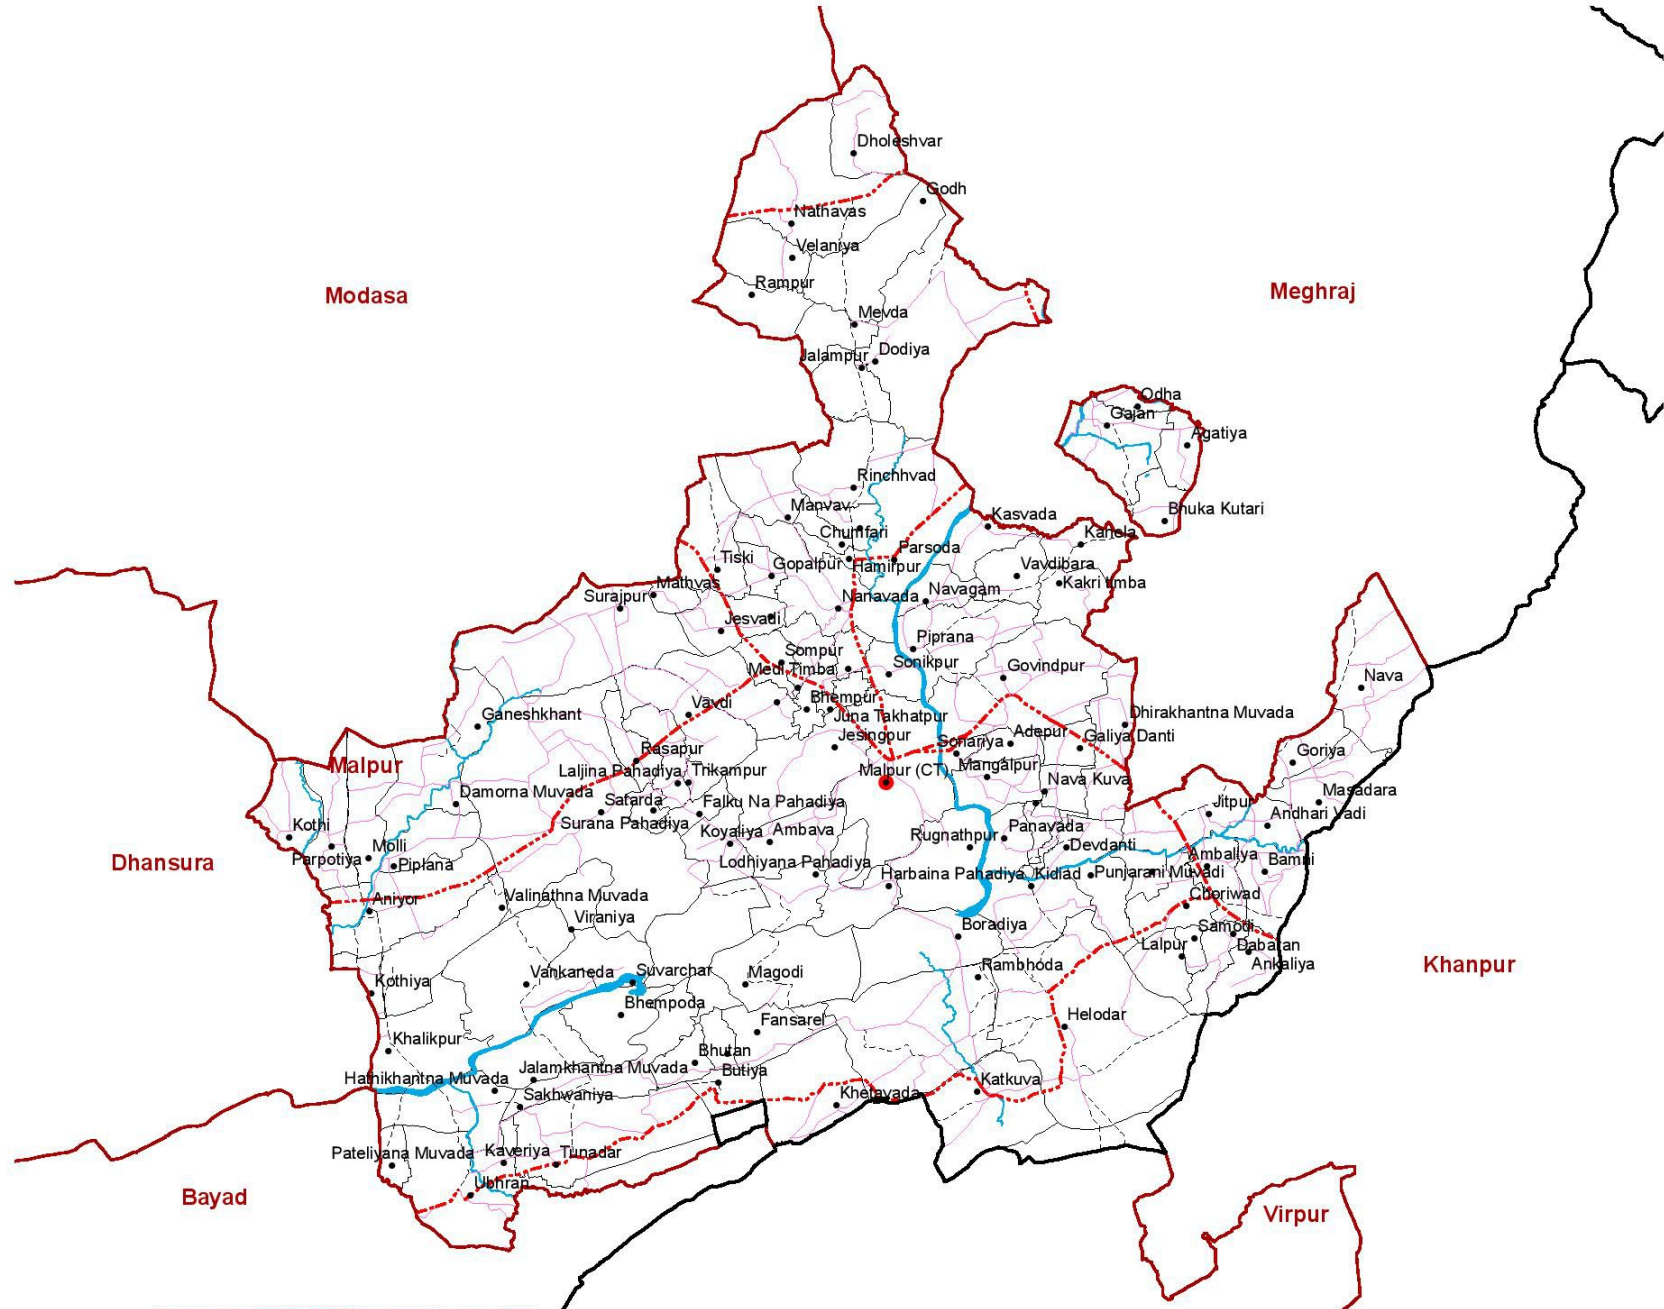 Dholeshvar
Godh
Nathavas
Velaniya
Rampur
Modasa
Meghraj
Mevda
Jalampur
Dodiya
Odha
Gajan
Agatiya
Rinchhvad
Manvav
Bhuka Kutari
Kasvada
Chunfari
Kanela
Parsoda
Tiski
Gopalpur
Hamirpur
Vavdibara
Mathvas
Kakri timba
Surajpur
Nanavada
Navagam
Jesvadi
Piprana
Sompur
Medi Timba
Sonikpur
Govindpur
Nava
Vavdi
Bhempur
Ganeshkhant
Juna Takhatpur
Dhirakhantna Muvada
Jesingpur
Sonariya
Adepur
Galiya Danti
Rasapur
Goriya
Malpur
Laljina Pahadiya
Trikampur
Malpur (CT)
Mangalpur
Nava Kuva
Damorna Muvada
Satarda
Falku Na Pahadiya
Jitpur
Masadara
Kothi
Surana Pahadiya
Koyaliya
Ambava
Rugnathpur
Panavada
Andhari Vadi
Molli
Devdanti
Parpotiya
Piplana
Dhansura
Lodhiyana Pahadiya
Ambaliya
Bamni
Harbaina Pahadiya
Kidiad
Punjarani Muvadi
Aniyor
Valinathna Muvada
Choriwad
Viraniya
Boradiya
Samodi
Lalpur
Dabaran
Ankaliya
Khanpur
Kothiya
Vankaneda
Suvarchar
Magodi
Rambhoda
Bhempoda
Fansarel
Helodar
Khalikpur
Bhutan
Hathikhantna Muvada
Jalamkhantna Muvada
Butiya
Katkuva
Sakhwaniya
Khetavada
Pateliyana Muvada
Kaveriya
Tunadar
Ubhran
Bayad
Virpur